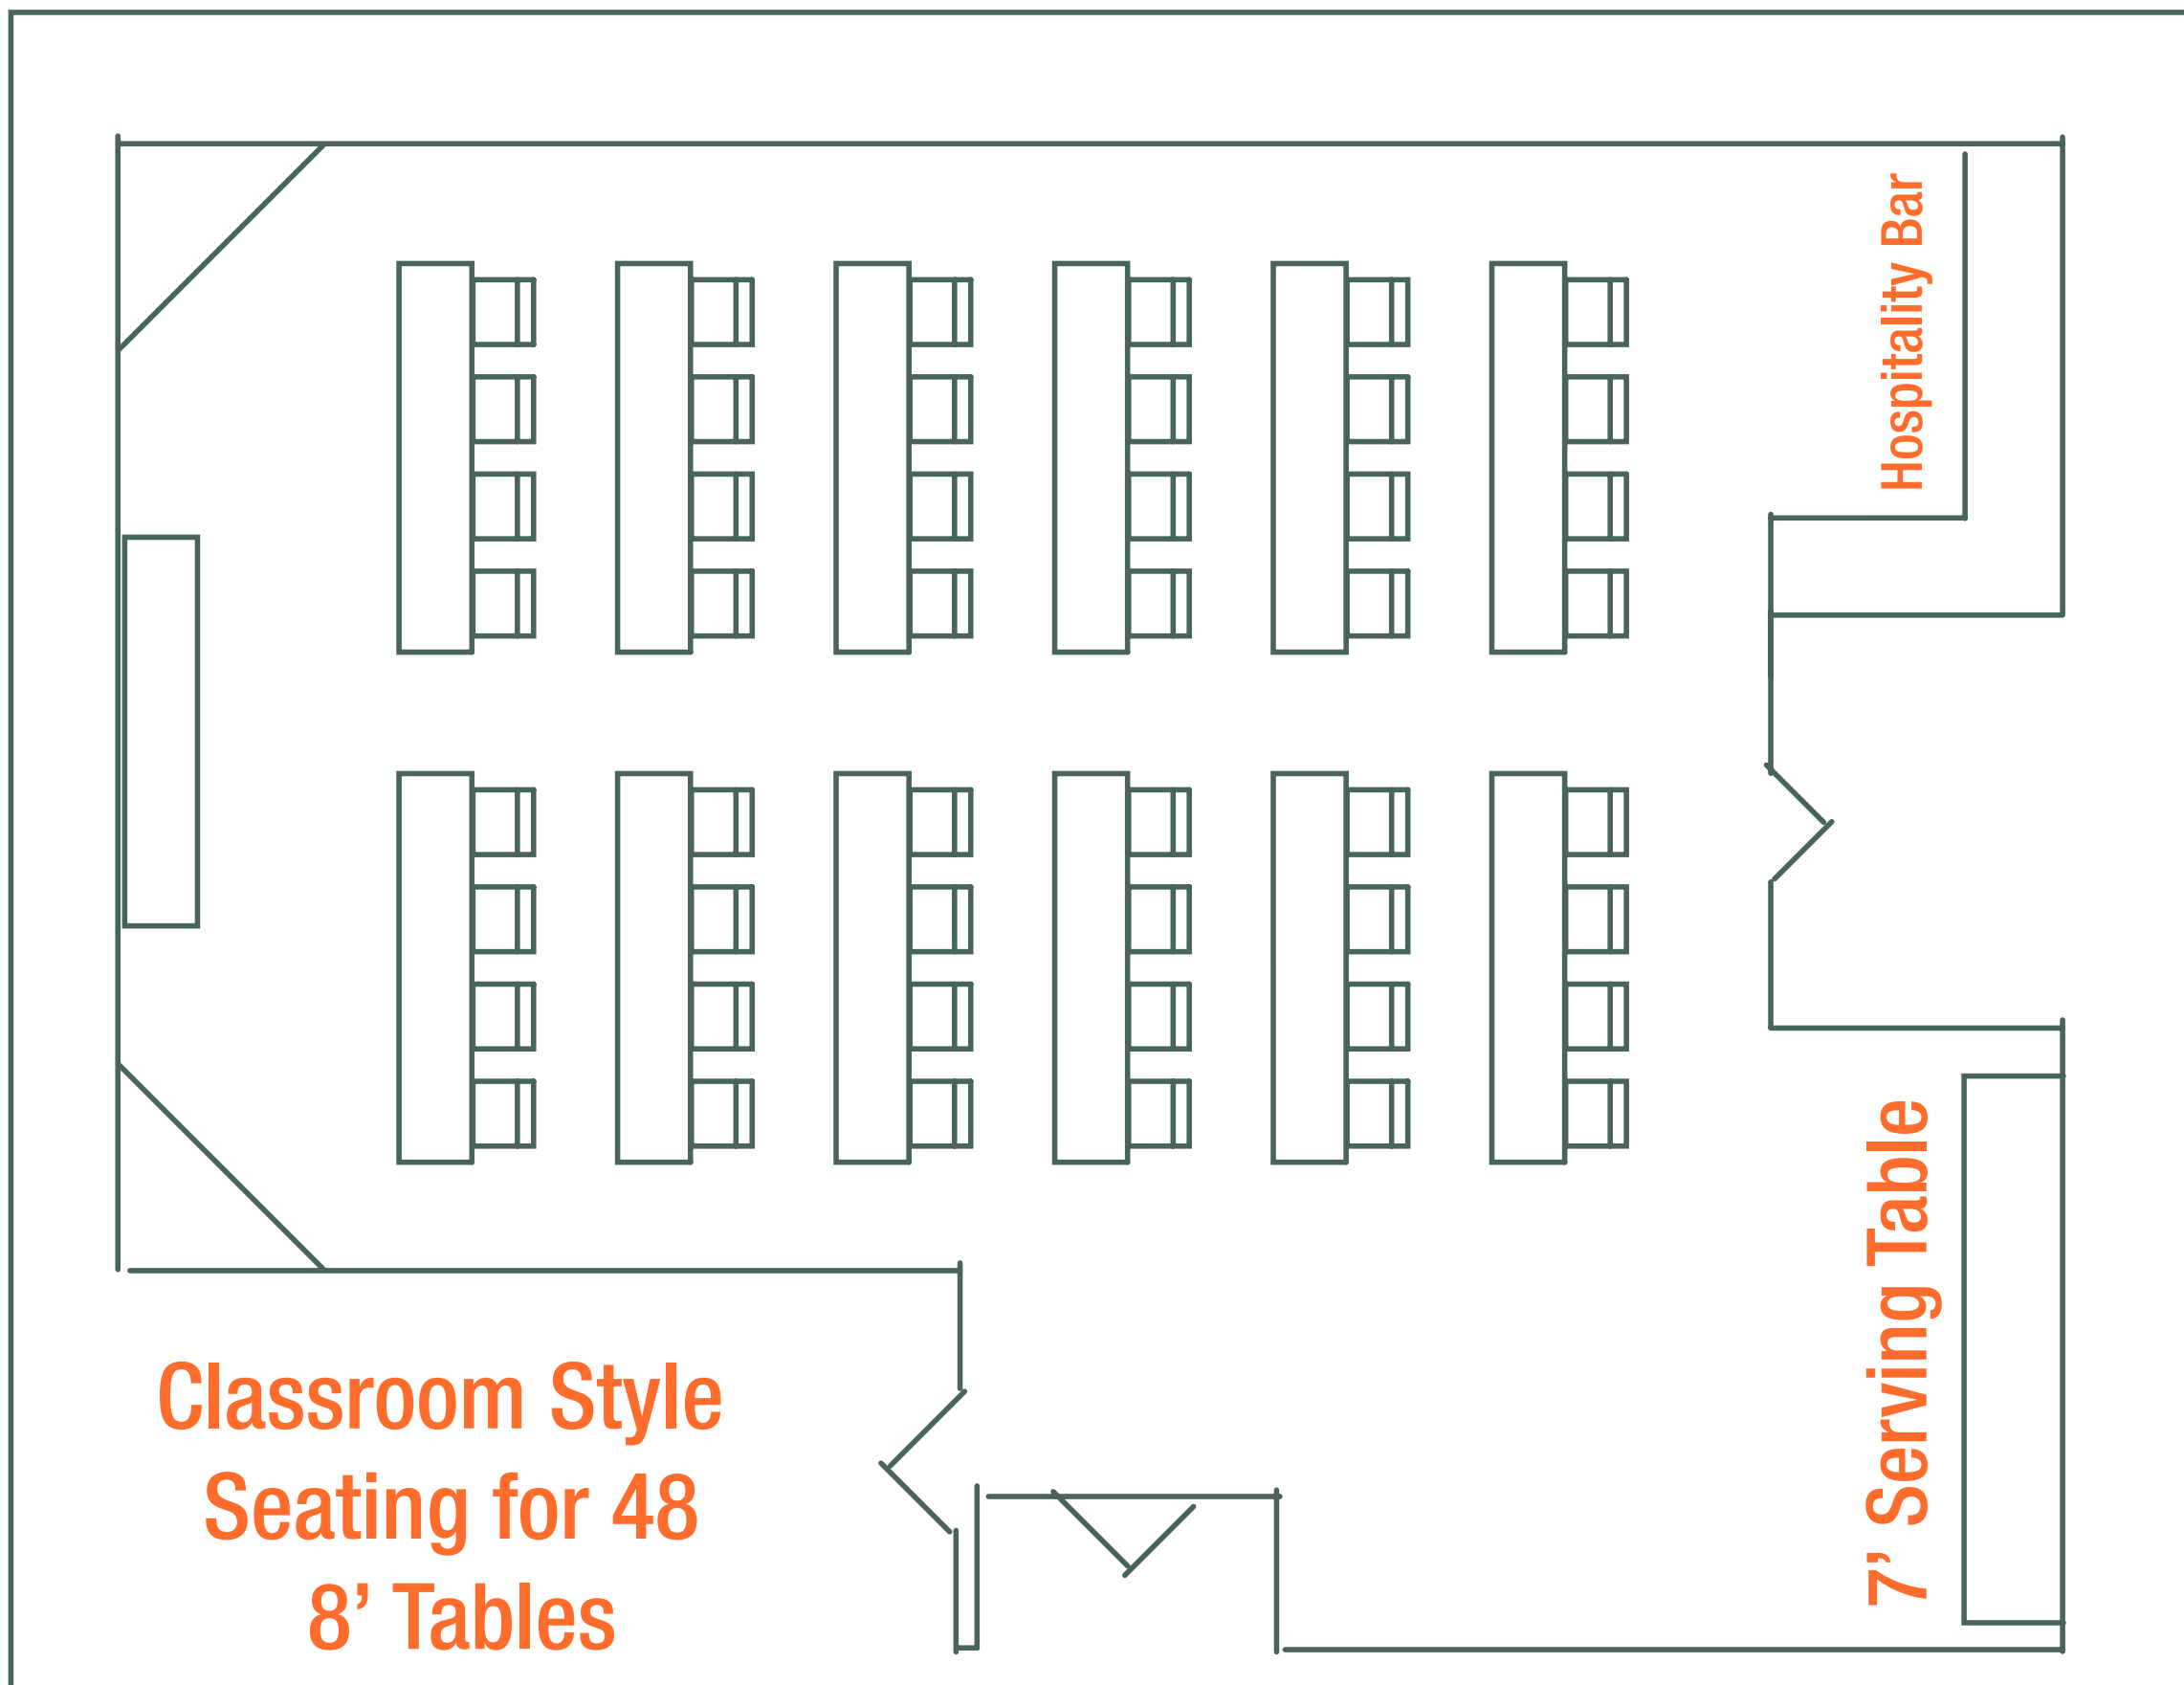 Hospitality Bar
7’ Serving Table
Classroom Style
Seating for 48
8’ Tables